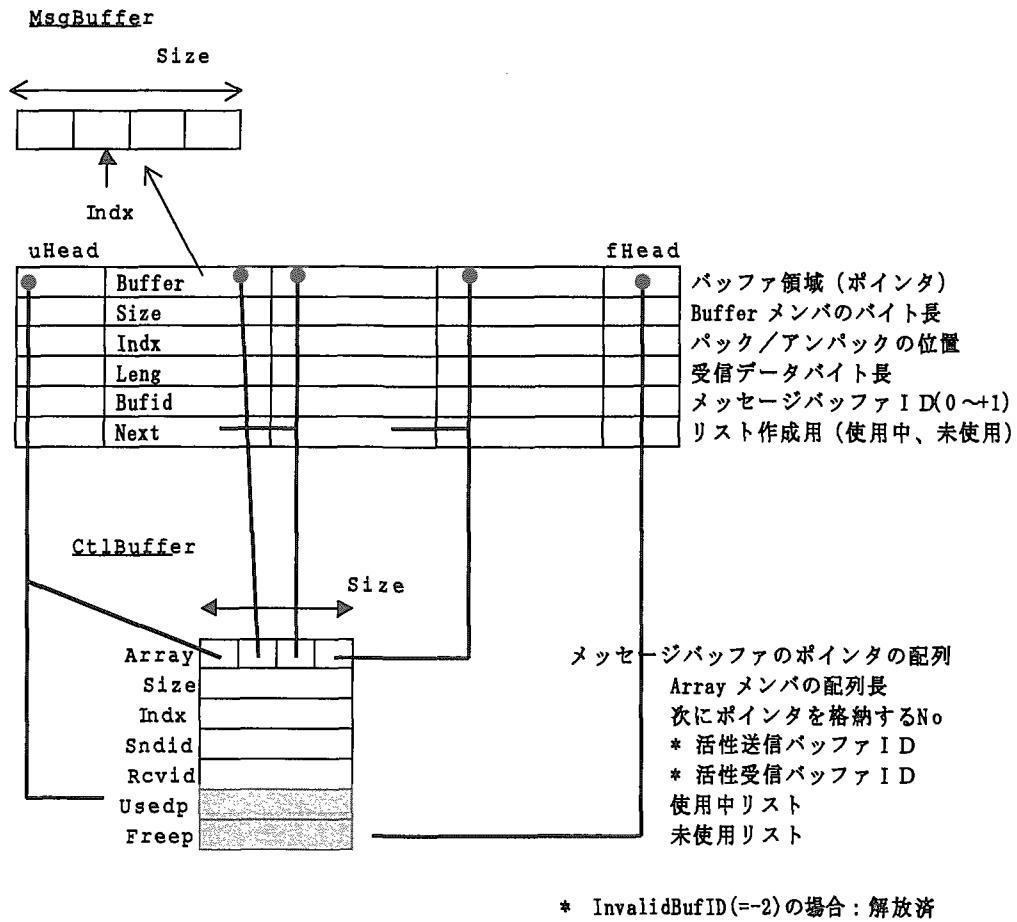 MsgBuffer
Size
Indx
uHead fHead
Buffer バッファ領域（ポインタ）
Size Buffer メンバのバイト長
Indx パック／アンパックの位置
Leng 受信データバイト長
Bufid メッセージバッファＩＤ(0～+1)
Next リスト作成用（使用中、未使用）
CtlBuffer
Size
Array メッセージバッファのポインタの配列
Size Array メンバの配列長
Indx 次にポインタを格納するNo
Sndid * 活性送信バッファＩＤ
Rcvid * 活性受信バッファＩＤ
Usedp 使用中リスト
Freep 未使用リスト
* InvalidBufID(=-2)の場合：解放済